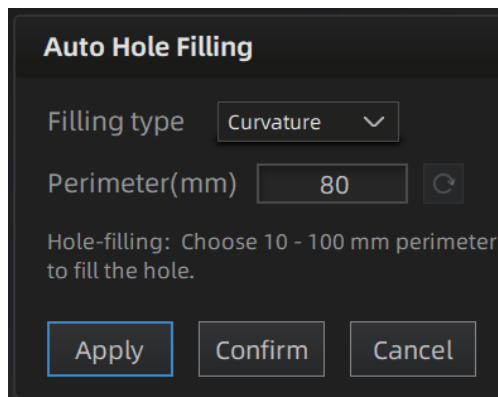 Auto Hole Filling
Filling type Curvature
Perimeter(mm) 80
Hole-filling: Choose 10 - 100 mm perimeter
to fill the hole.
Apply Confirm Cancel